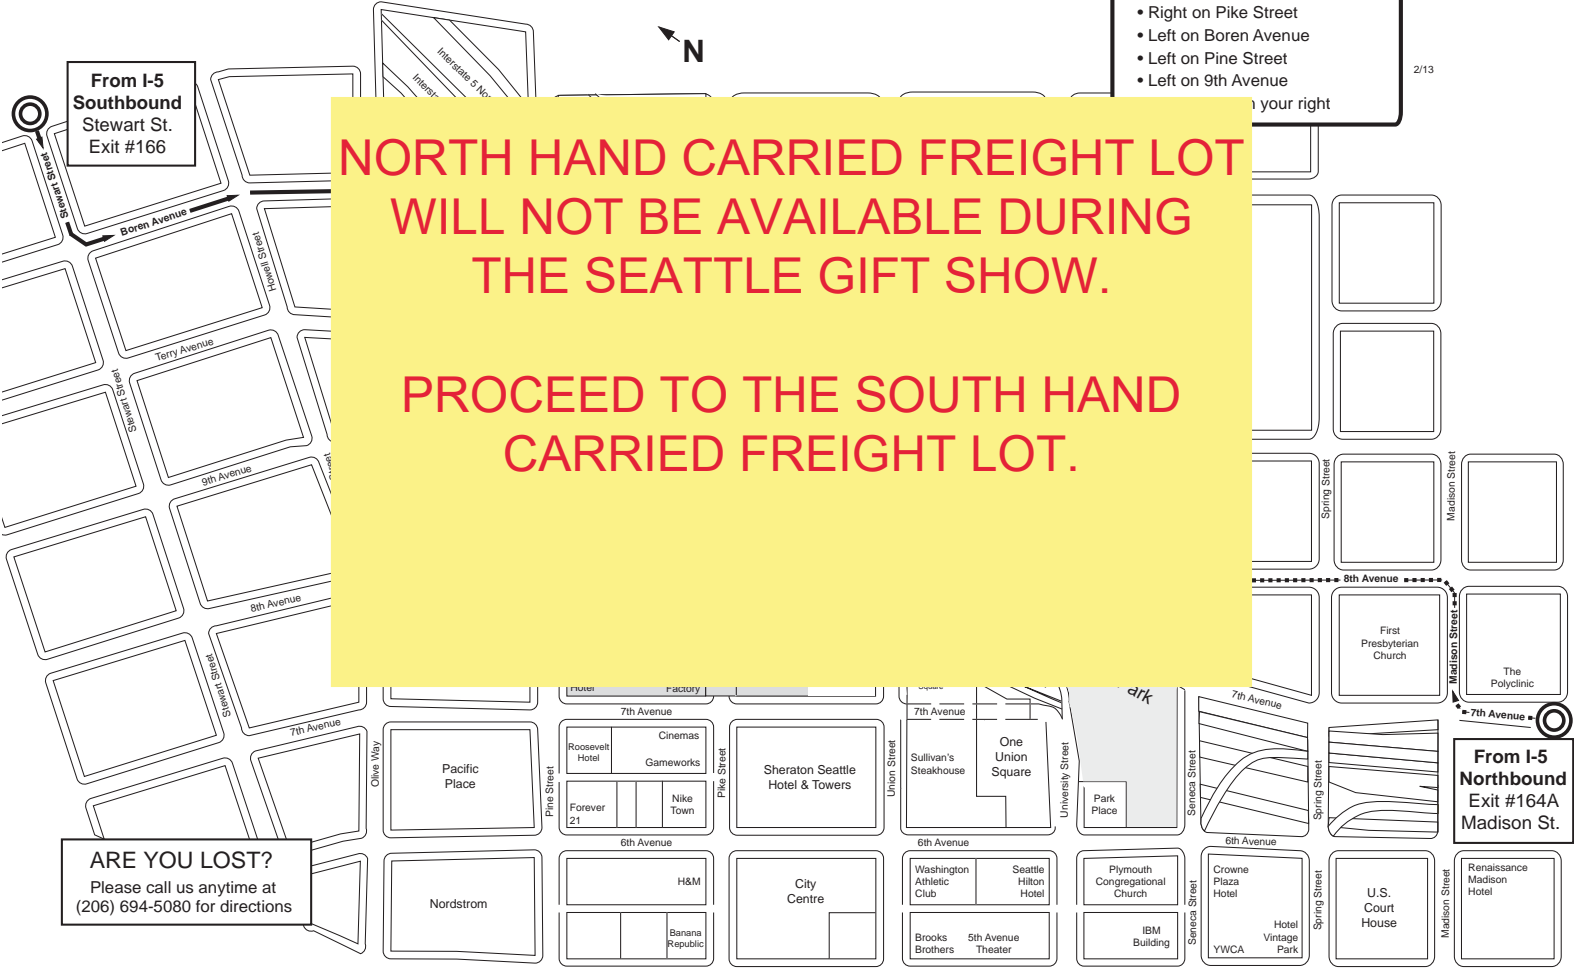 • Right on Pike Street
• Left on Boren Avenue
• Left on Pine Street
• Left on 9th Avenue
your right
2/13
N
Interstate 5
From I-5
Southbound
Stewart St.
Exit #166
Stewart Street
Boren Avenue
Howell Street
Terry Avenue
Stewart Street
9th Avenue
8th Avenue
Stewart Street
7th Avenue
NORTH HAND CARRIED FREIGHT LOT
WILL NOT BE AVAILABLE DURING
THE SEATTLE GIFT SHOW.
PROCEED TO THE SOUTH HAND
CARRIED FREIGHT LOT.
Spring Street
Madison Street
8th Avenue
First
Presbyterian
Church
Madison Street
The
Polyclinic
7th Avenue
7th Avenue
From I-5
Northbound
Exit #164A
Madison St.
Hotel
Factory
Square
7th Avenue
7th Avenue
Olive Way
Pacific
Place
Pine Street
Roosevelt
Hotel
Cinemas
Gameworks
Forever
21
Nike
Town
Pike Street
Sheraton Seattle
Hotel & Towers
Union Street
Sullivan's
Steakhouse
One
Union
Square
University Street
Park
Place
Seneca Street
Spring Street
6th Avenue
6th Avenue
6th Avenue
ARE YOU LOST?
Please call us anytime at
(206) 694-5080 for directions
Nordstrom
H&M
Banana
Republic
City
Centre
Washington
Athletic
Club
Seattle
Hilton
Hotel
Brooks
Brothers
5th Avenue
Theater
Plymouth
Congregational
Church
IBM
Building
Seneca Street
Crowne
Plaza
Hotel
Hotel
Vintage
Park
YWCA
Spring Street
U.S.
Court
House
Madison Street
Renaissance
Madison
Hotel